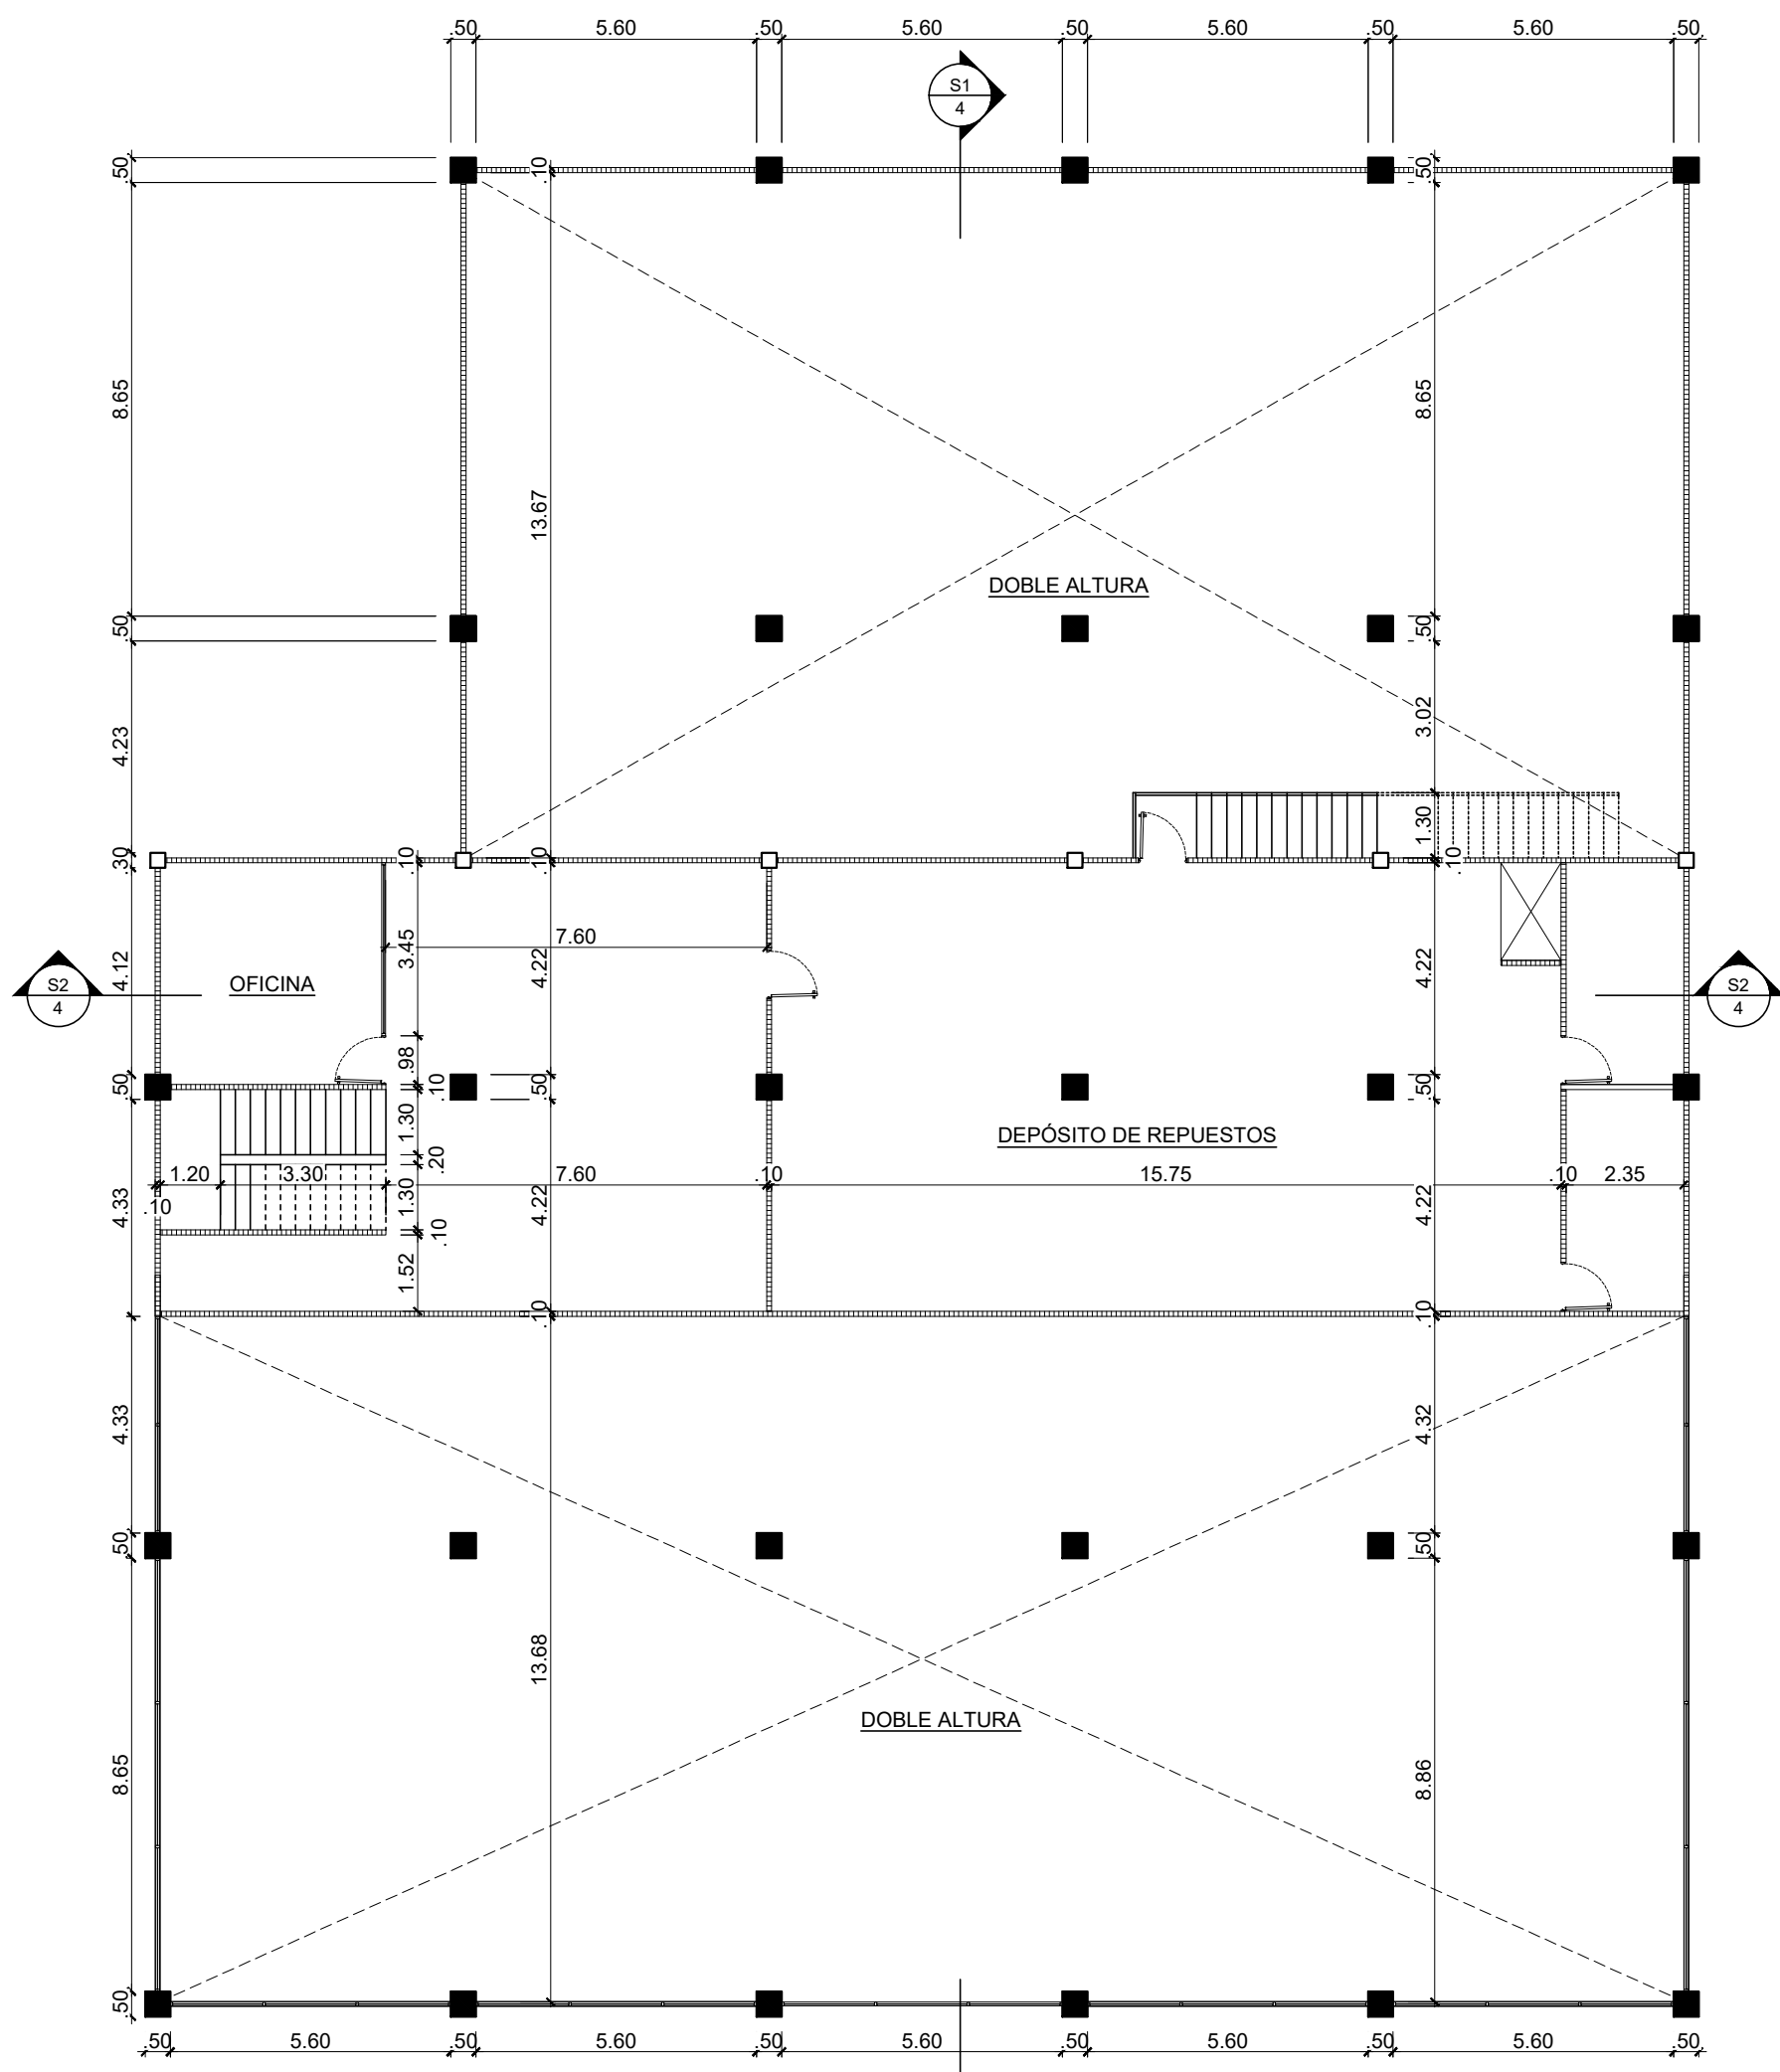 .50 5.60 .50 5.60 .50 5.60 .50 5.60 .50
S1
4
.50 .10 .50
8.65 13.67 8.65
DOBLE ALTURA
.50 .50
4.23 3.02
1.30
.30 .10 .10 .10
7.60
4.12 3.45 4.22 4.22
OFICINA
S2
4
S2
4
.98
.50 .10 .50 .50
1.30
DEPÓSITO DE REPUESTOS
.20
1.20 3.30 7.60 .10 15.75 .10 2.35
4.33 .10 1.30 4.22 4.22
.10
1.52
.10 .10
4.33 4.32
.50 .50
13.68
DOBLE ALTURA
8.65 8.86
.50
.50 5.60 .50 5.60 .50 5.60 .50 5.60 .50 5.60 .50